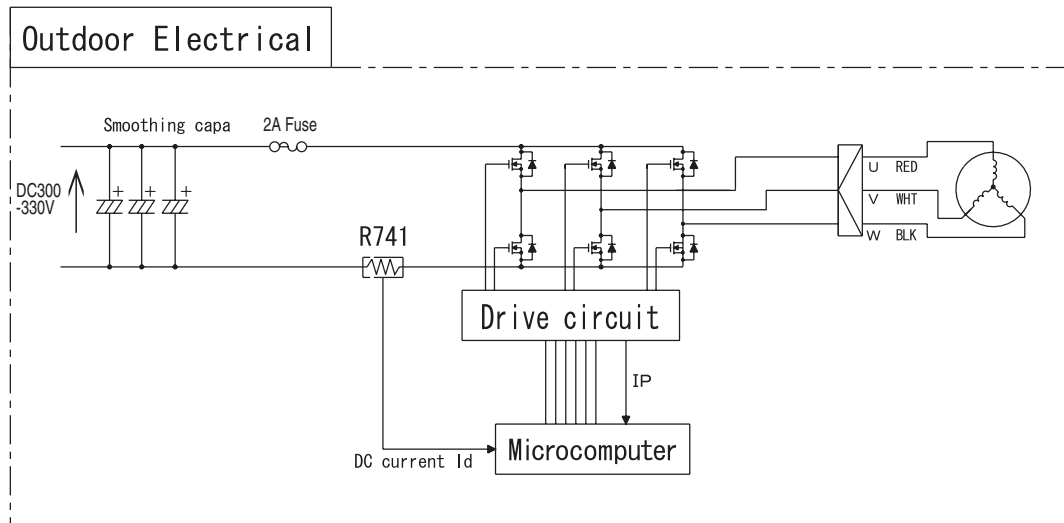 Outdoor Electrical
Smoothing capa
2A Fuse
+
+
+
DC300
-330V
U RED
V WHT
W BLK
R741
Drive circuit
IP
Microcomputer
DC current Id